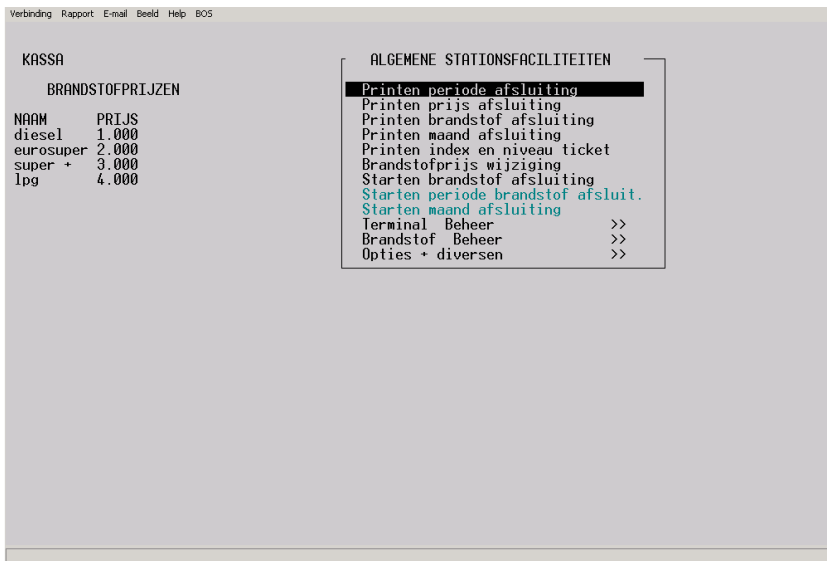 Verbinding Rapport E-mail Beeld Help BOS
KASSA
BRANDSTOFPRIJZEN
NAAM PRIJS
diesel 1.000
eurosuper 2.000
super + 3.000
lpg 4.000
ALGEMENE STATIONSFACILITEITEN
Printen periode afsluiting
Printen prijs afsluiting
Printen brandstof afsluiting
Printen maand afsluiting
Printen index en niveau ticket
Brandstofprijs wijziging
Starten brandstof afsluiting
Starten periode brandstof afsluit.
Starten maand afsluiting
Terminal Beheer >>
Brandstof Beheer >>
Opties + diversen >>